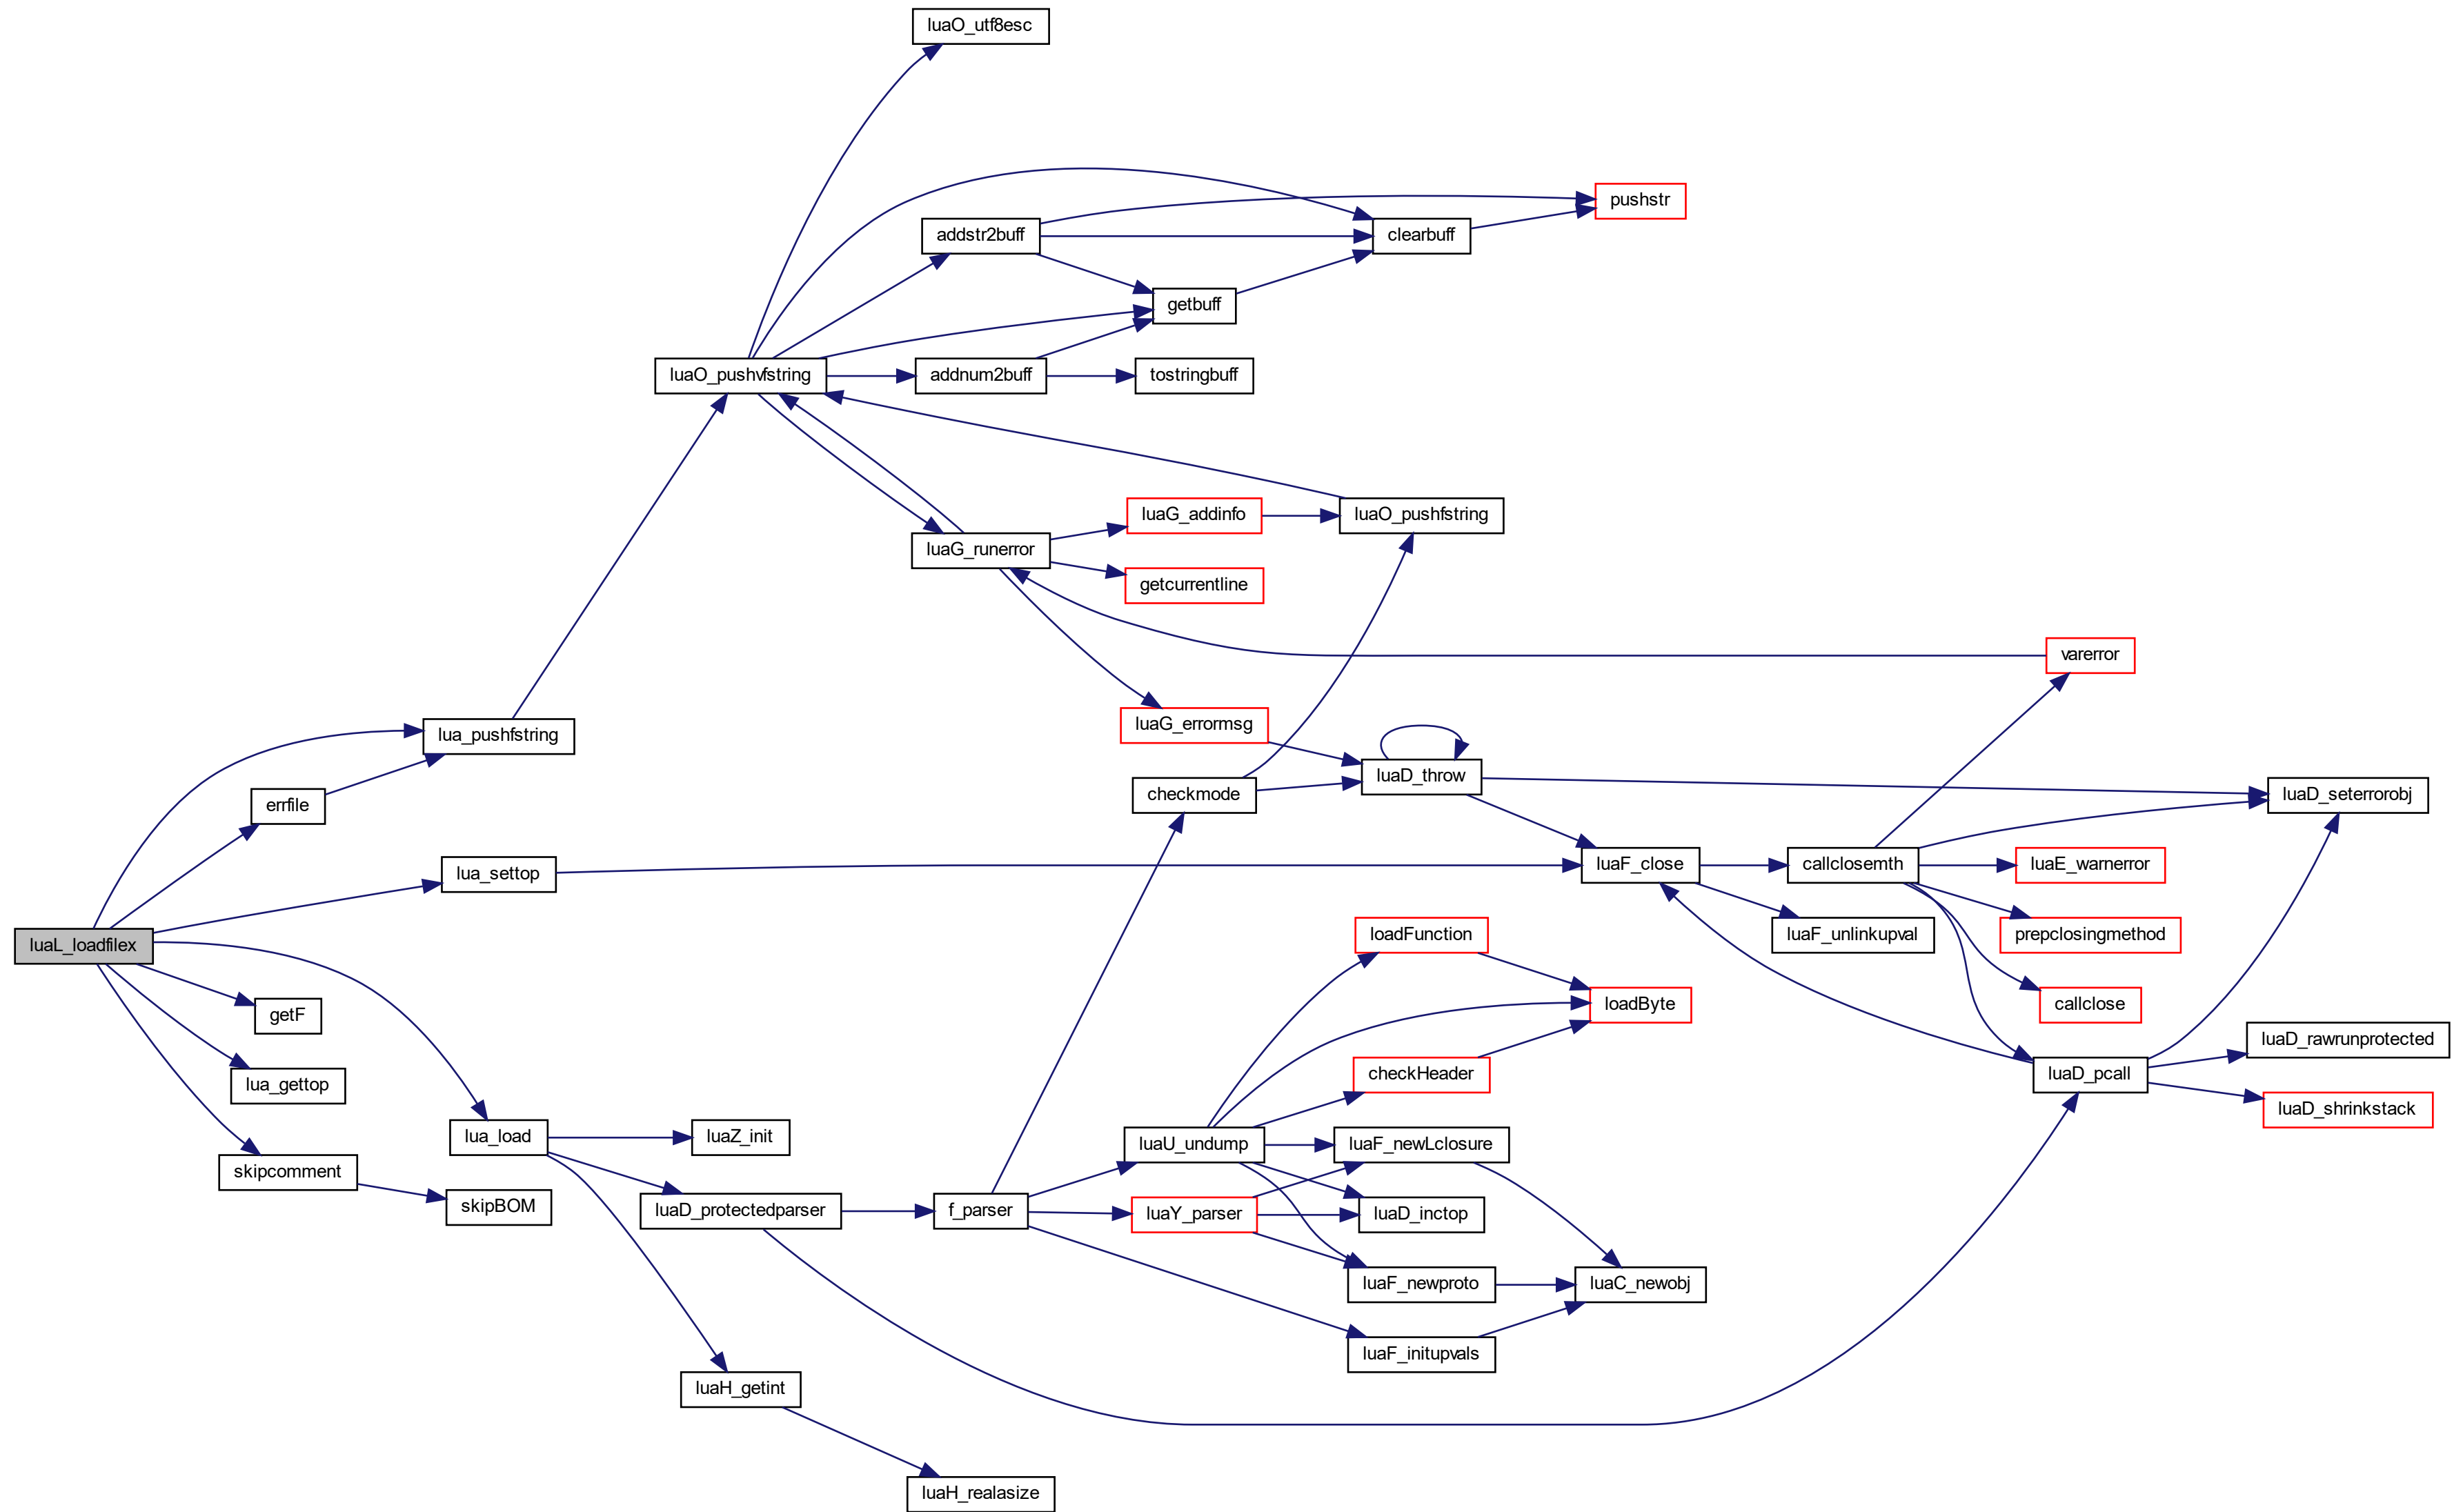 luaO_utf8esc
pushstr
addstr2buff
clearbuff
getbuff
luaO_pushvfstring
addnum2buff
tostringbuff
luaG_addinfo
luaO_pushfstring
luaG_runerror
getcurrentline
varerror
luaG_errormsg
lua_pushfstring
luaD_throw
checkmode
luaD_seterrorobj
errfile
lua_settop
luaF_close
callclosemth
luaE_warnerror
loadFunction
luaF_unlinkupval
prepclosingmethod
luaL_loadfilex
loadByte
callclose
getF
luaD_rawrunprotected
checkHeader
luaD_pcall
lua_gettop
luaD_shrinkstack
lua_load
luaZ_init
luaU_undump
luaF_newLclosure
skipcomment
skipBOM
luaD_protectedparser
f_parser
luaY_parser
luaD_inctop
luaF_newproto
luaC_newobj
luaF_initupvals
luaH_getint
luaH_realasize